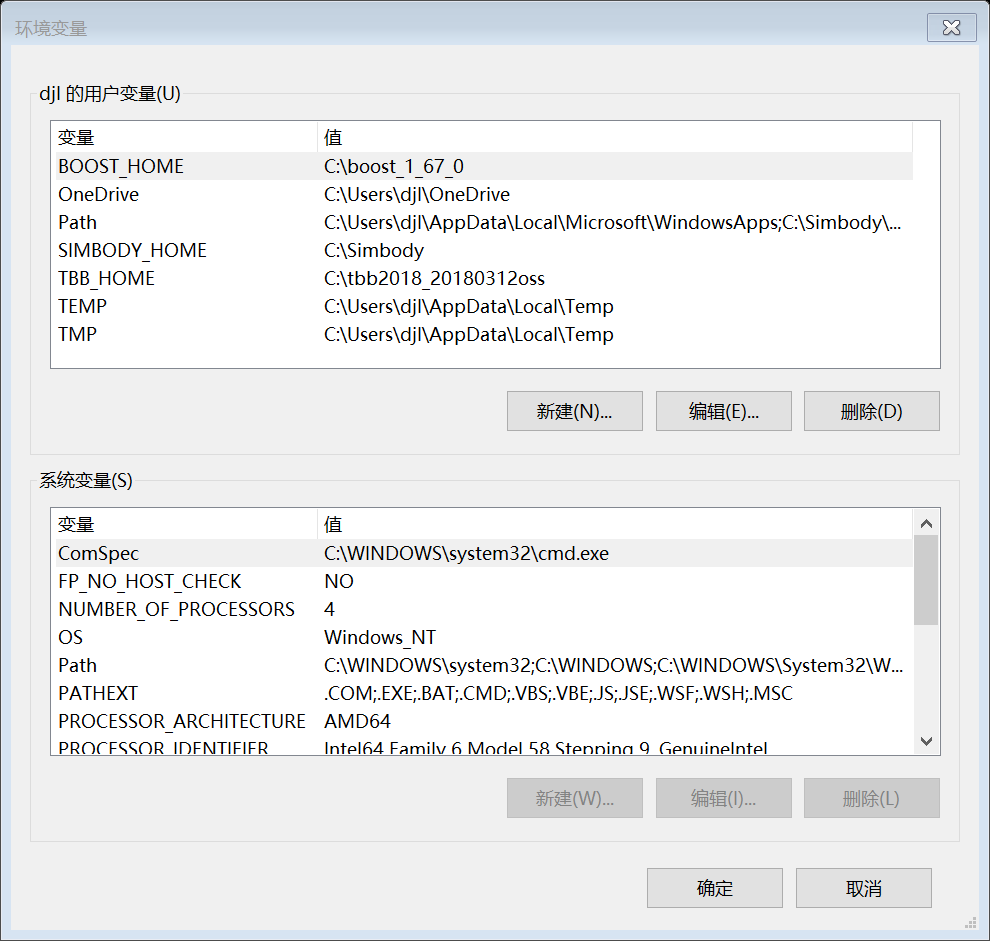 环境变量
djl 的用户变量(U)
变量 值
BOOST_HOME C:\boost_1_67_0
OneDrive C:\Users\djl\OneDrive
Path C:\Users\djl\AppData\Local\Microsoft\WindowsApps;C:\Simbody\...
SIMBODY_HOME C:\Simbody
TBB_HOME C:\tbb2018_20180312oss
TEMP C:\Users\djl\AppData\Local\Temp
TMP C:\Users\djl\AppData\Local\Temp
新建(N)... 编辑(E)... 删除(D)
系统变量(S)
变量 值
ComSpec C:\WINDOWS\system32\cmd.exe
FP_NO_HOST_CHECK NO
NUMBER_OF_PROCESSORS 4
OS Windows_NT
Path C:\WINDOWS\system32;C:\WINDOWS;C:\WINDOWS\System32\W...
PATHEXT .COM;.EXE;.BAT;.CMD;.VBS;.VBE;.JS;.JSE;.WSF;.WSH;.MSC
PROCESSOR_ARCHITECTURE AMD64
PROCESSOR_IDENTIFIER Intel64 Family 6 Model 58 Stepping 9, GenuineIntel
新建(W)... 编辑(I)... 删除(L)
确定 取消